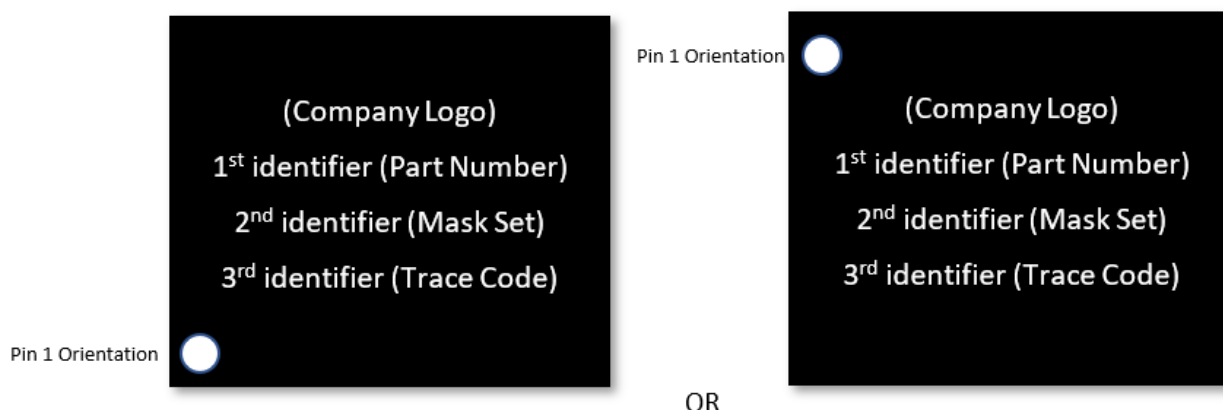 (Company Logo)
1st identifier (Part Number)
2nd identifier (Mask Set)
3rd identifier (Trace Code)
Pin 1 Orientation
OR
Pin 1 Orientation
(Company Logo)
1st identifier (Part Number)
2nd identifier (Mask Set)
3rd identifier (Trace Code)